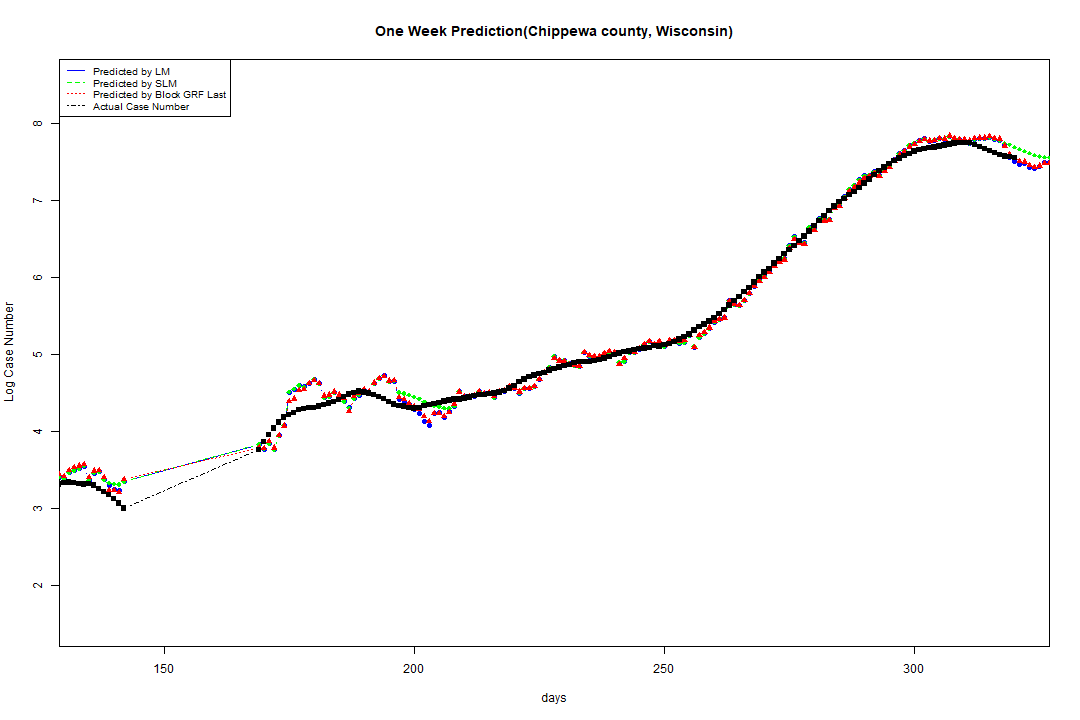 One Week Prediction(Chippewa county, Wisconsin)
Predicted by LM
Predicted by SLM
Predicted by Block GRF Last
Actual Case Number
8
7
6
5
4
3
2
Log Case Number
150 200 250 300
days